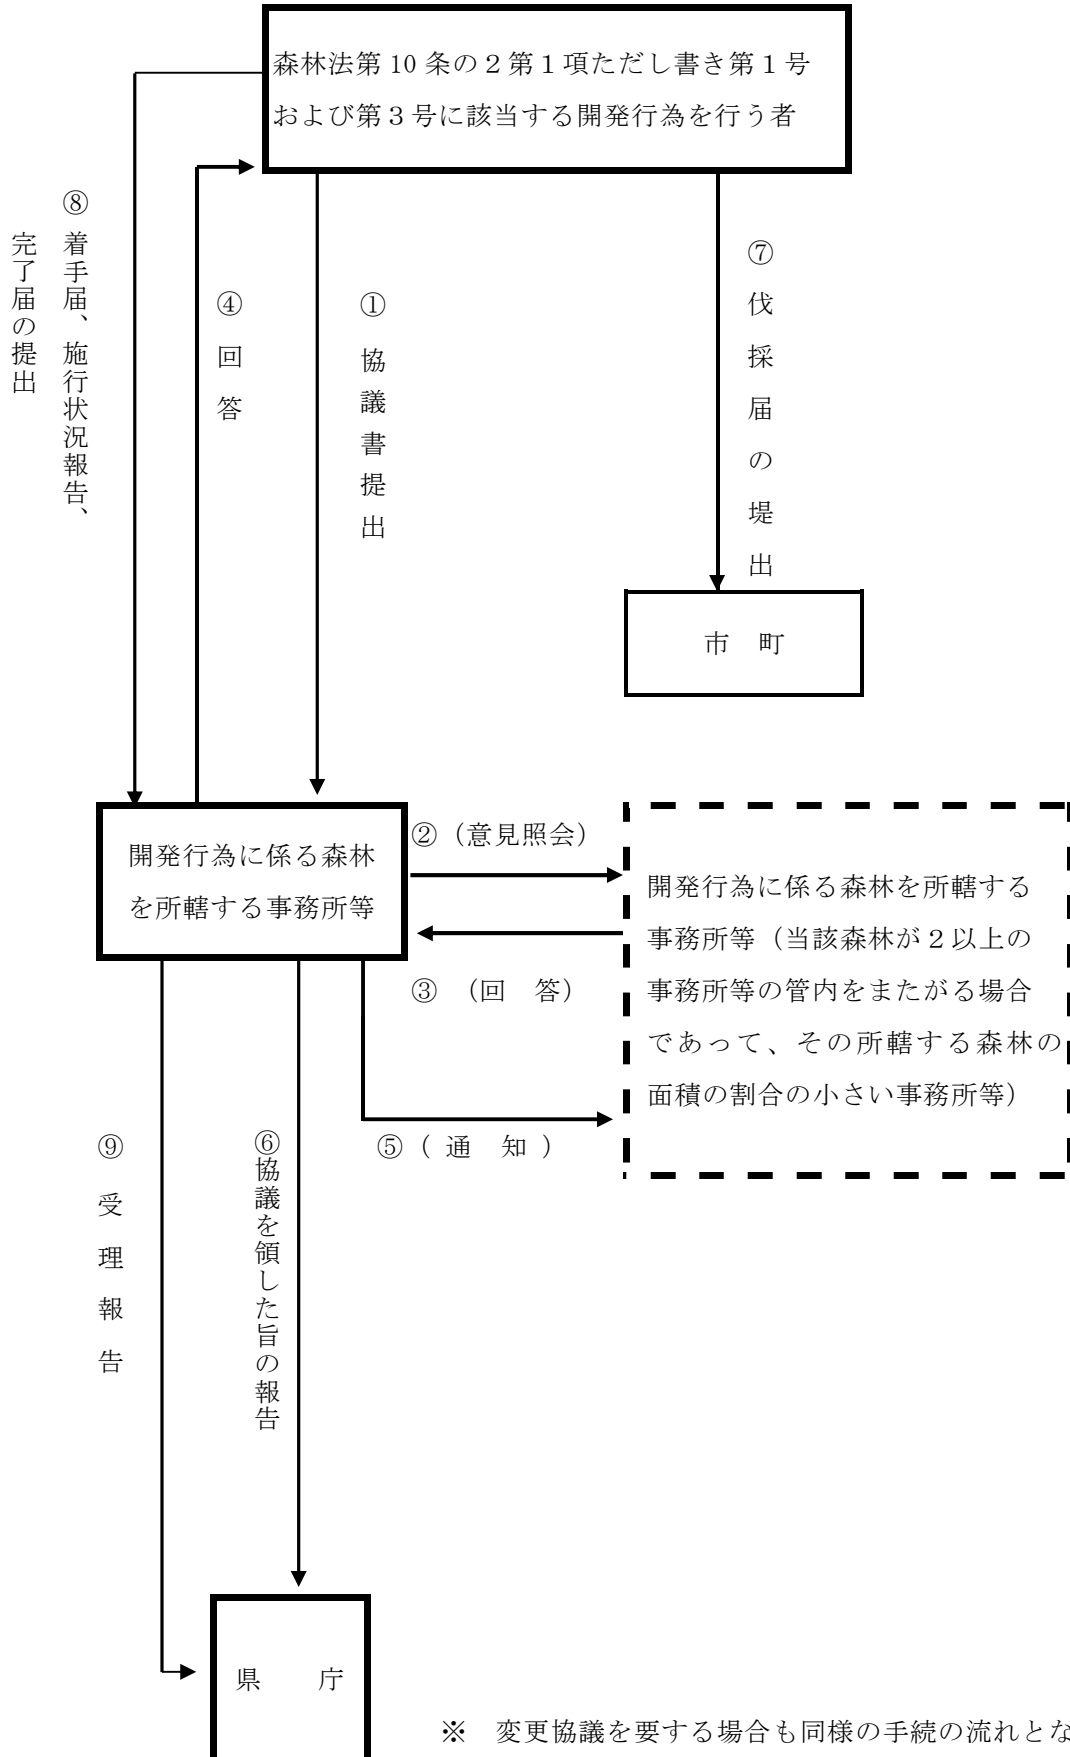 森林法第 10 条の２第１項ただし書き第１号
および第３号に該当する開発行為を行う者
⑧ 着手届、施行状況報告、
完了届の提出
④ 回答
① 協議書提出
⑦ 伐採届の堤出
市 町
開発行為に係る森林
を所轄する事務所等
②（意見照会）
③ （回 答）
⑤（ 通 知 ）
開発行為に係る森林を所轄する
事務所等（当該森林が２以上の
事務所等の管内をまたがる場合
であって、その所轄する森林の
面積の割合の小さい事務所等）
⑨ 受理報告
⑥協議を領した旨の報告
県 庁
※ 変更協議を要する場合も同様の手続の流れとな